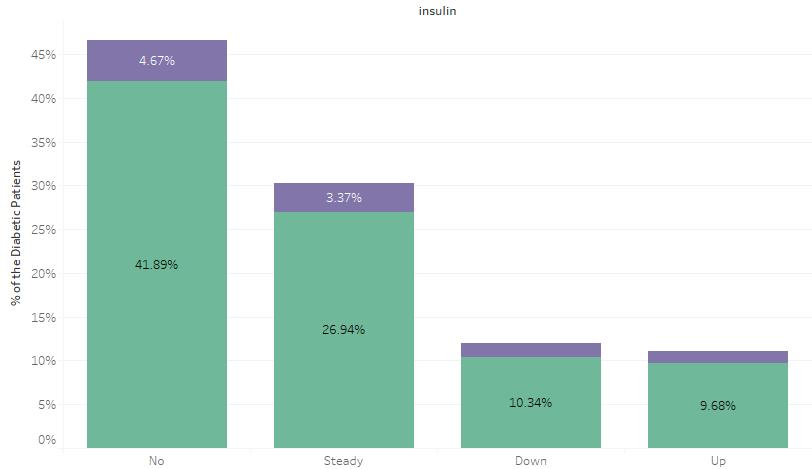 insulin
% of the Diabetic Patients
45%
40%
35%
30%
25%
20%
15%
10%
5%
0%
4.67%
41.89%
3.37%
26.94%
10.34%
9.68%
No
Steady
Down
Up